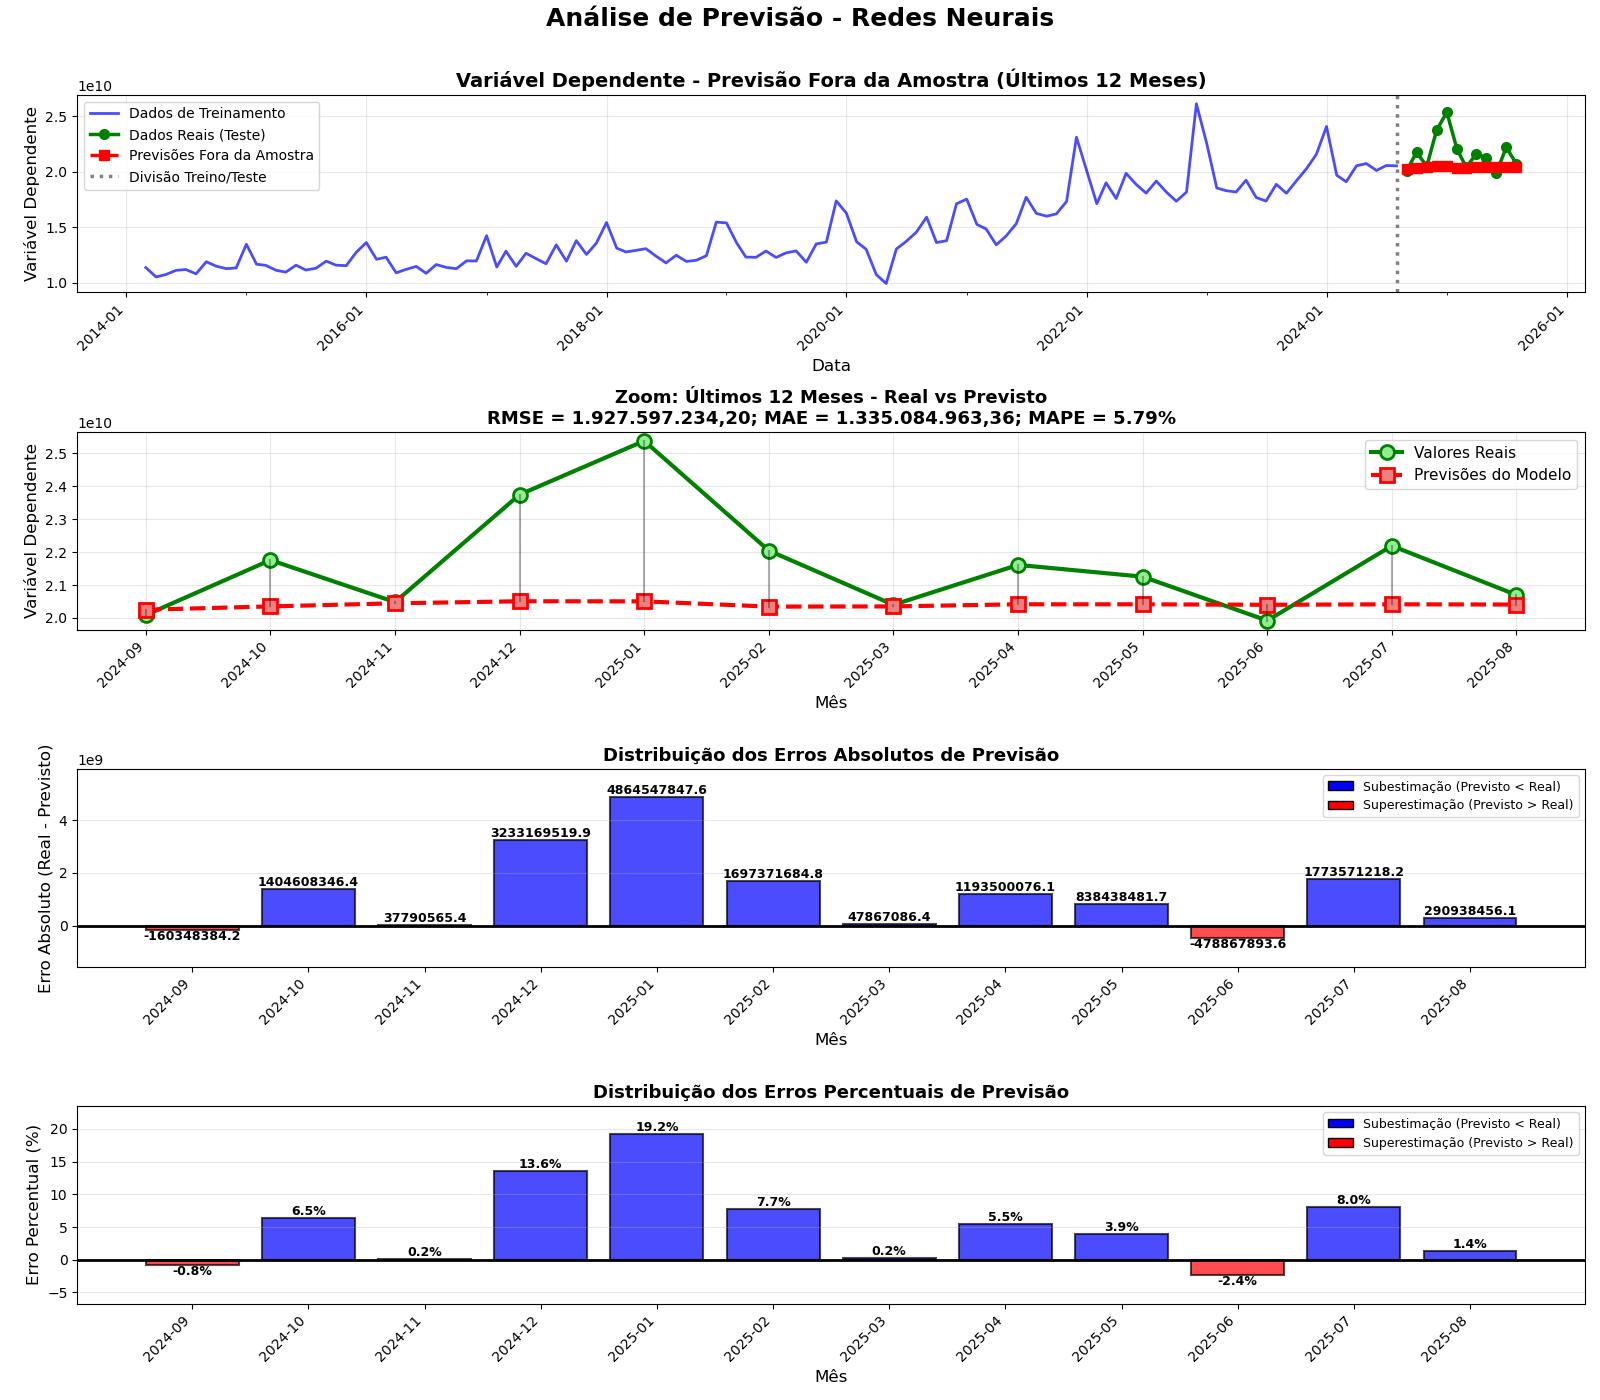 Análise de Previsão - Redes Neurais
Variável Dependente - Previsão Fora da Amostra (Últimos 12 Meses)
1e10
Variável Dependente
2.5
2.0
1.5
1.0
Dados de Treinamento
Dados Reais (Teste)
Previsões Fora da Amostra
Divisão Treino/Teste
2014-01 2016-01 2018-01 2020-01 2022-01 2024-01 2026-01
Data
Zoom: Últimos 12 Meses - Real vs Previsto
RMSE = 1.927.597.234,20; MAE = 1.335.084.963,36; MAPE = 5.79%
1e10
Variável Dependente
2.5
2.4
2.3
2.2
2.1
2.0
Valores Reais
Previsões do Modelo
2024-09 2024-10 2024-11 2024-12 2025-01 2025-02 2025-03 2025-04 2025-05 2025-06 2025-07 2025-08
Mês
Distribuição dos Erros Absolutos de Previsão
1e9
Erro Absoluto (Real - Previsto)
4
2
0
Subestimação (Previsto < Real)
Superestimação (Previsto > Real)
-160348384.2 1404608346.4 37790565.4 3233169519.9 4864547847.6 1697371684.8 47867086.4 1193500076.1 838438481.7 -478867893.6 1773571218.2 290938456.1
2024-09 2024-10 2024-11 2024-12 2025-01 2025-02 2025-03 2025-04 2025-05 2025-06 2025-07 2025-08
Mês
Distribuição dos Erros Percentuais de Previsão
Erro Percentual (%)
20
15
10
5
0
−5
Subestimação (Previsto < Real)
Superestimação (Previsto > Real)
-0.8% 6.5% 0.2% 13.6% 19.2% 7.7% 0.2% 5.5% 3.9% -2.4% 8.0% 1.4%
2024-09 2024-10 2024-11 2024-12 2025-01 2025-02 2025-03 2025-04 2025-05 2025-06 2025-07 2025-08
Mês